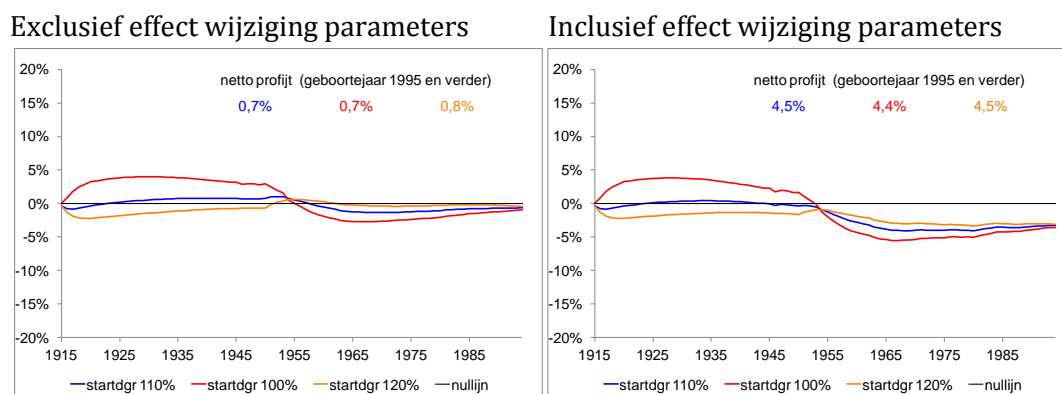 Exclusief effect wijziging parameters
20%
15%
10%
5%
0%
-5%
-10%
-15%
-20%
netto profijt (geboortejaar 1995 en verder)
0,7% 0,7% 0,8%
1915 1925 1935 1945 1955 1965 1975 1985
startdgr 110% startdgr 100% startdgr 120% nullijn
Inclusief effect wijziging parameters
20%
15%
10%
5%
0%
-5%
-10%
-15%
-20%
netto profijt (geboortejaar 1995 en verder)
4,5% 4,4% 4,5%
1915 1925 1935 1945 1955 1965 1975 1985
startdgr 110% startdgr 100% startdgr 120% nullijn